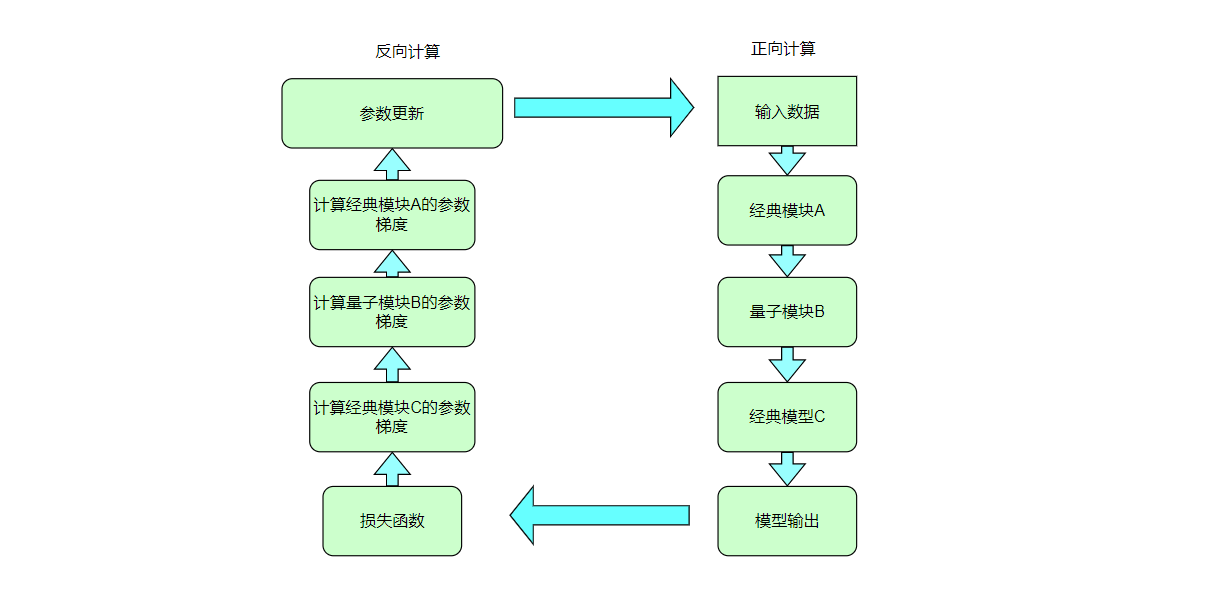 反向计算
正向计算
参数更新
输入数据
计算经典模块A的参数
梯度
经典模块A
计算量子模块B的参数
梯度
量子模块B
计算经典模块C的参数
梯度
经典模型C
损失函数
模型输出